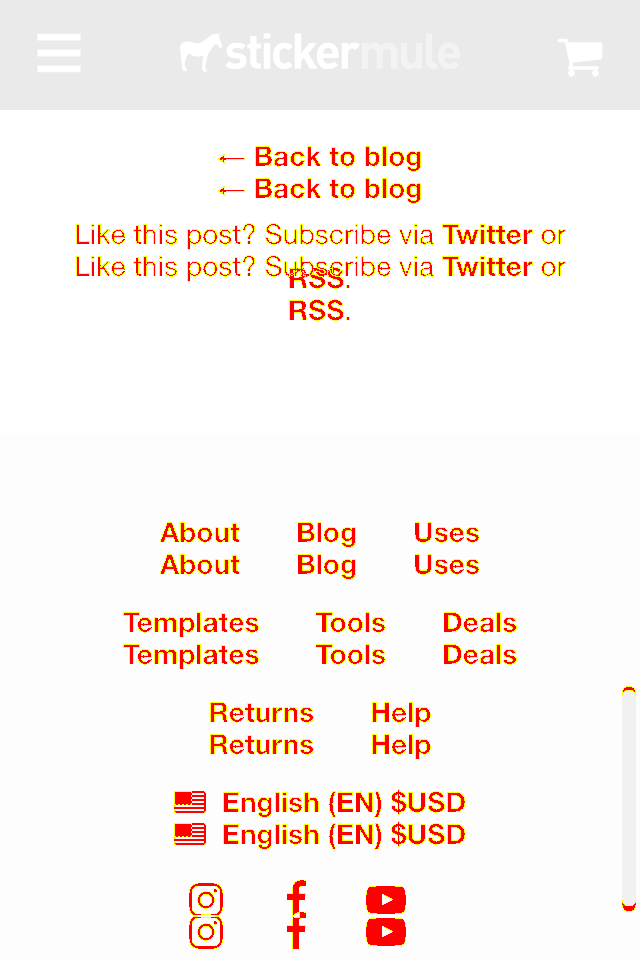 stickermule
← Back to blog
← Back to blog
Like this post? Subscribe via Twitter or
Like this post? Subscribe via Twitter or
RSS.
RSS.
About Blog Uses
About Blog Uses
Templates Tools Deals
Templates Tools Deals
Returns Help
Returns Help
English (EN) $USD
English (EN) $USD